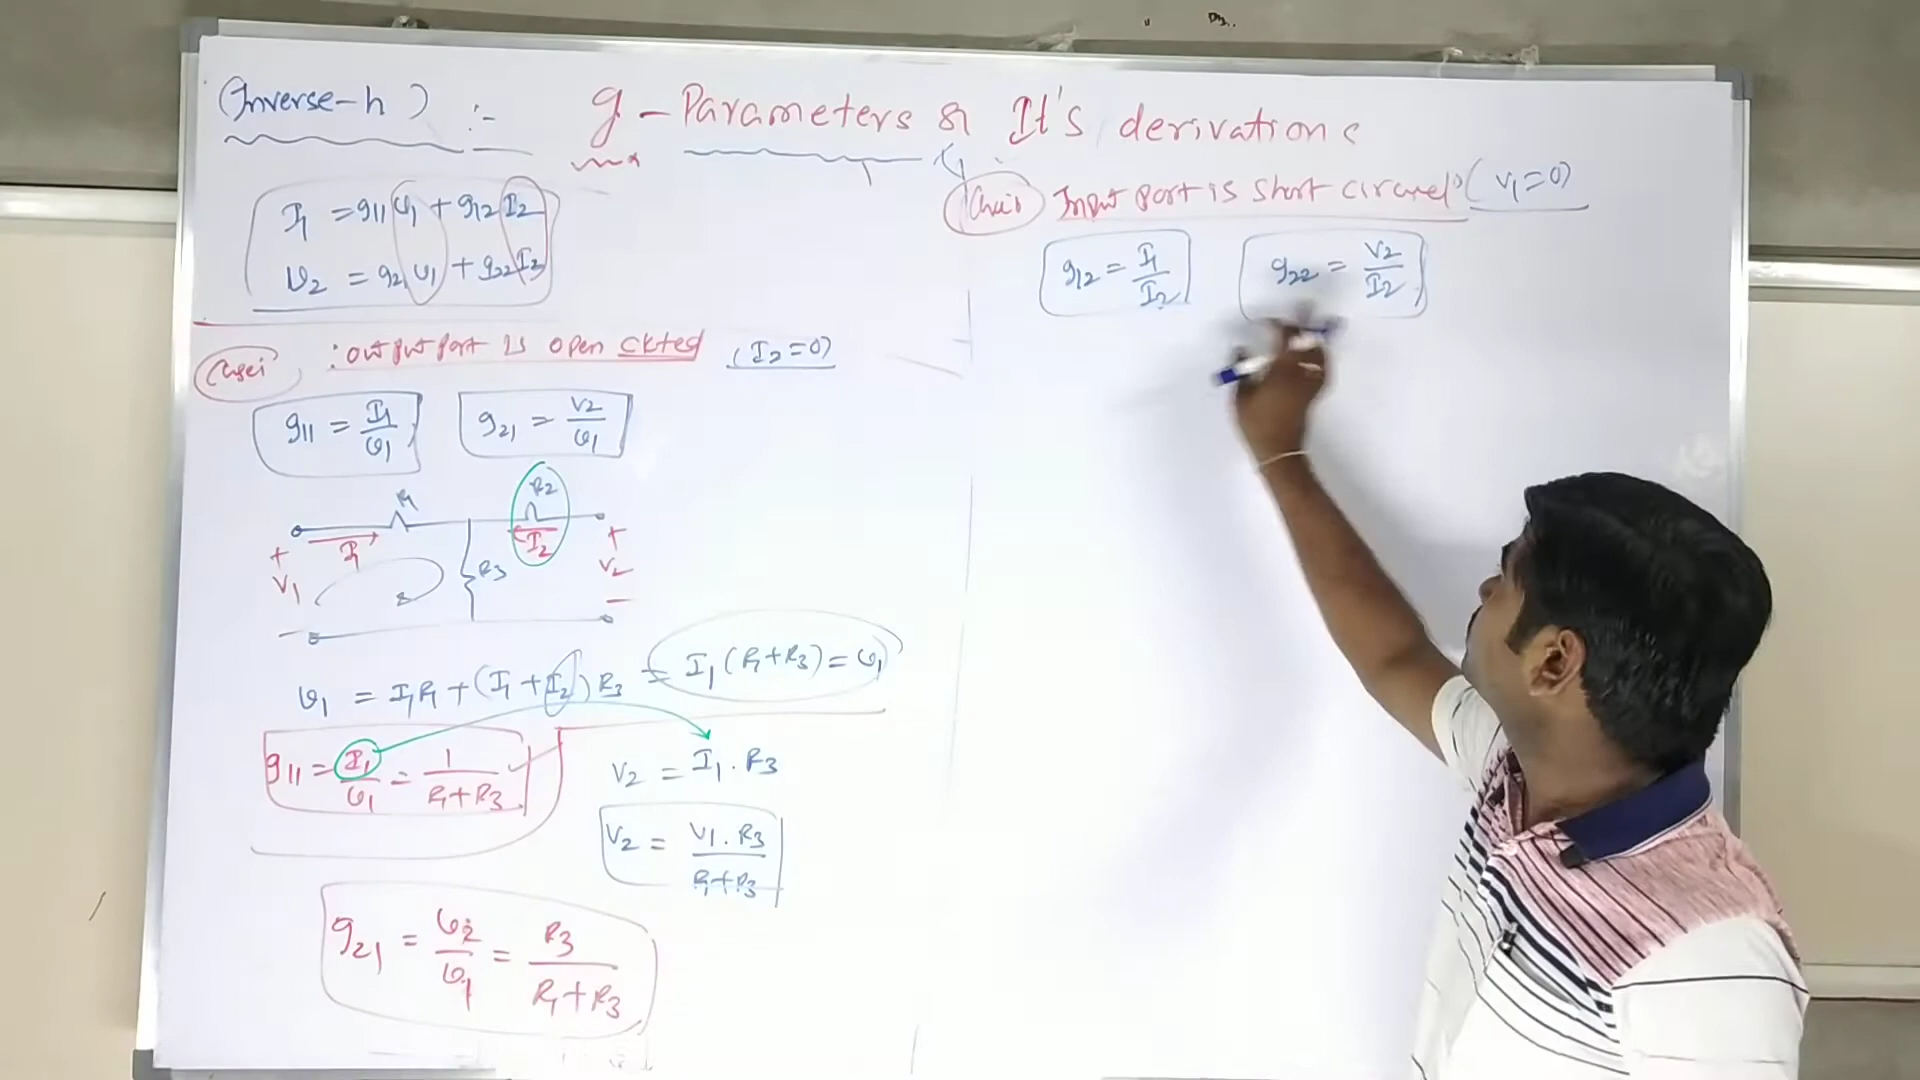 (Inverse-h) :- g-Parameters & It's derivations
I1 = g11 V1 + g12 I2
V2 = g21 V1 + g22 I2
Case i : output port is open ckted (I2=0)
g11 = I1/V1
g21 = V2/V1
R1
R2
I1
I2
+
V1
-
R3
+
V2
-
V1 = I1R1 + (I1+I2)R3 = I1(R1+R3) = V1
g11 = I1/V1 = 1/R1+R3
V2 = I1.R3
V2 = V1.R3/R1+R3
g21 = V2/V1 = R3/R1+R3
Input port is short circuied (V1=0)
g12 = I1/I2
g22 = V2/I2